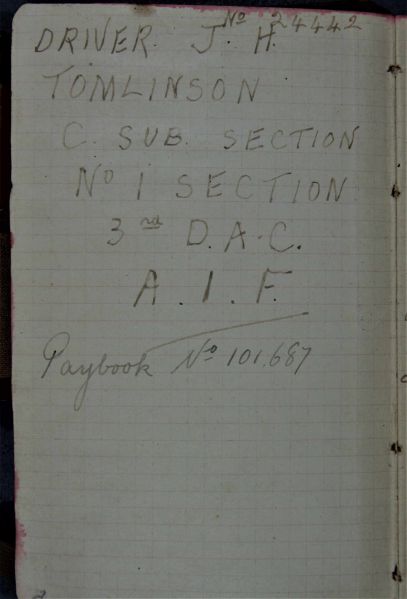 No 24442
DRIVER. J. H.
TOMLINSON
C. SUB. SECTION
No 1 SECTION
3rd D.A.C.
A.I.F.
Paybook No 101.687